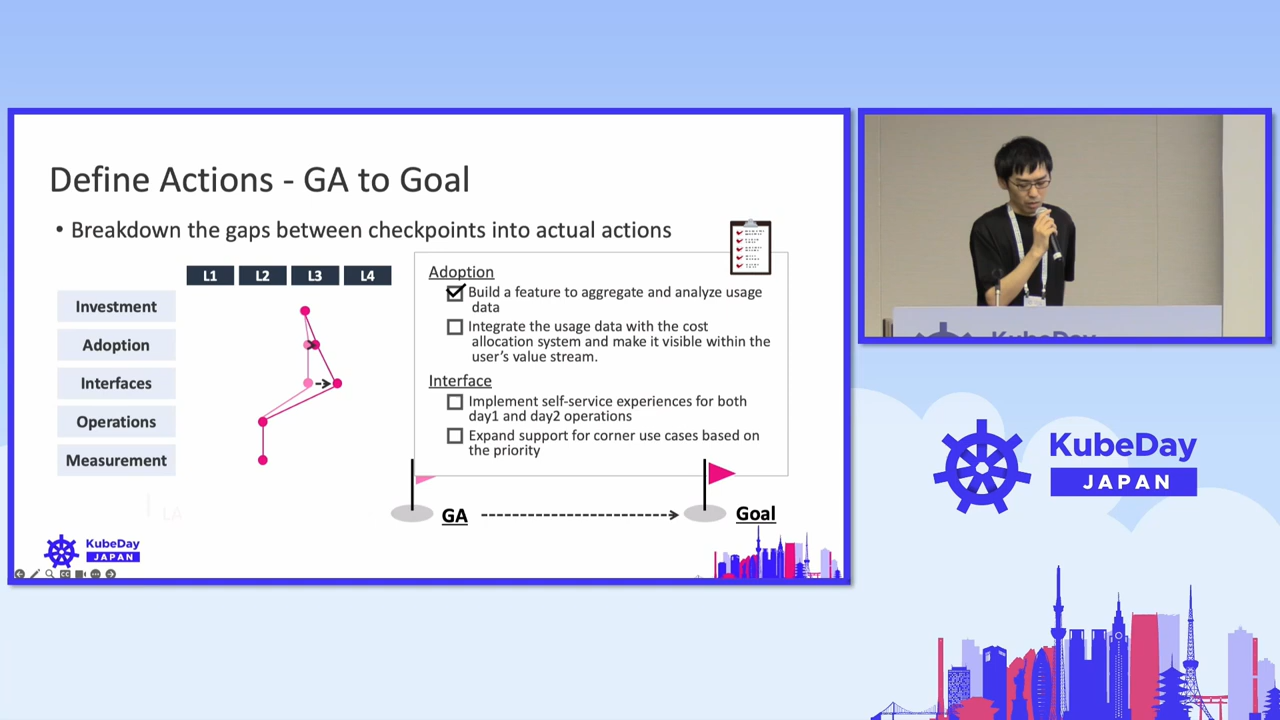 Define Actions - GA to Goal
• Breakdown the gaps between checkpoints into actual actions
L1 L2 L3 L4
Investment
Adoption
Interfaces
Operations
Measurement
Adoption
Build a feature to aggregate and analyze usage
data
Integrate the usage data with the cost
allocation system and make it visible within the
user's value stream.
Interface
Implement self-service experiences for both
day1 and day2 operations
Expand support for corner use cases based on
the priority
LA
GA
Goal
KubeDay
JAPAN
KubeDay
JAPAN